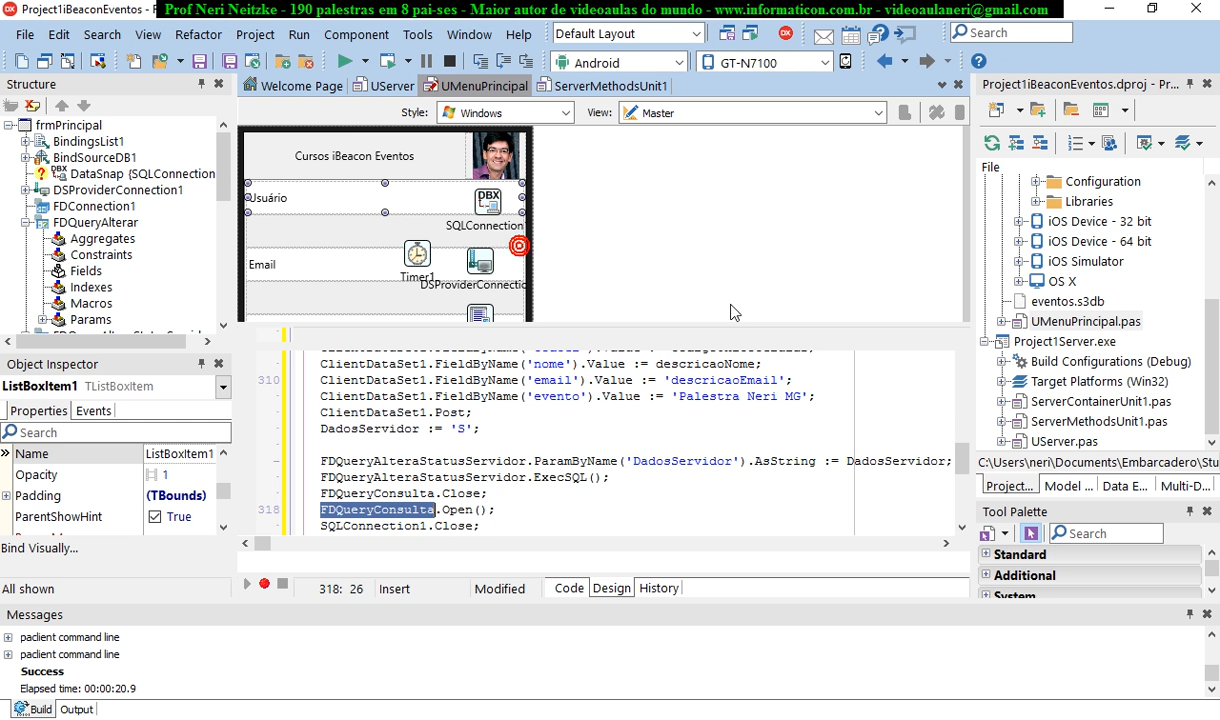 Project1iBeaconEventos - F
Prof Neri Neitzke - 190 palestras em 8 pai-ses - Maior autor de videoaulas do mundo - www.informaticon.com.br - videoaulaneri@gmail.com
File Edit Search View Refactor Project Run Component Tools Window Help
Default Layout
Search
Android
GT-N7100
Structure
Welcome Page
UServer
UMenuPrincipal
ServerMethodsUnit1
Project1iBeaconEventos.dproj - Pr...
Style: Windows View: Master
frmPrincipal
BindingsList1
BindSourceDB1
DataSnap {SQLConnection
DSProviderConnection1
FDConnection1
FDQueryAlterar
Aggregates
Constraints
Fields
Indexes
Macros
Params
Cursos iBeacon Eventos
Usuário
DBX
SQLConnection
Email
Timer1
DSProviderConnectio
File
Configuration
Libraries
iOS Device - 32 bit
iOS Device - 64 bit
iOS Simulator
OS X
eventos.s3db
UMenuPrincipal.pas
Project1Server.exe
Build Configurations (Debug)
Target Platforms (Win32)
ServerContainerUnit1.pas
ServerMethodsUnit1.pas
UServer.pas
C:\Users\neri\Documents\Embarcadero\Stu
Project... Model ... Data E... Multi-D...
Object Inspector
ListBoxItem1 TListBoxItem
Properties Events
Search
Name ListBoxItem1
Opacity 1
Padding (TBounds)
ParentShowHint True
Bind Visually...
All shown
ClientDataSet1.FieldByName('nome').Value := descricaoNome;
310 ClientDataSet1.FieldByName('email').Value := 'descricaoEmail';
ClientDataSet1.FieldByName('evento').Value := 'Palestra Neri MG';
ClientDataSet1.Post;
DadosServidor := 'S';
FDQueryAlteraStatusServidor.ParamByName('DadosServidor').AsString := DadosServidor;
FDQueryAlteraStatusServidor.ExecSQL();
FDQueryConsulta.Close;
318 FDQueryConsulta.Open();
SQLConnection1.Close;
318: 26 Insert Modified Code Design History
Tool Palette
Search
Standard
Additional
System
Messages
paclient command line
paclient command line
Success
Elapsed time: 00:00:20.9
Build Output